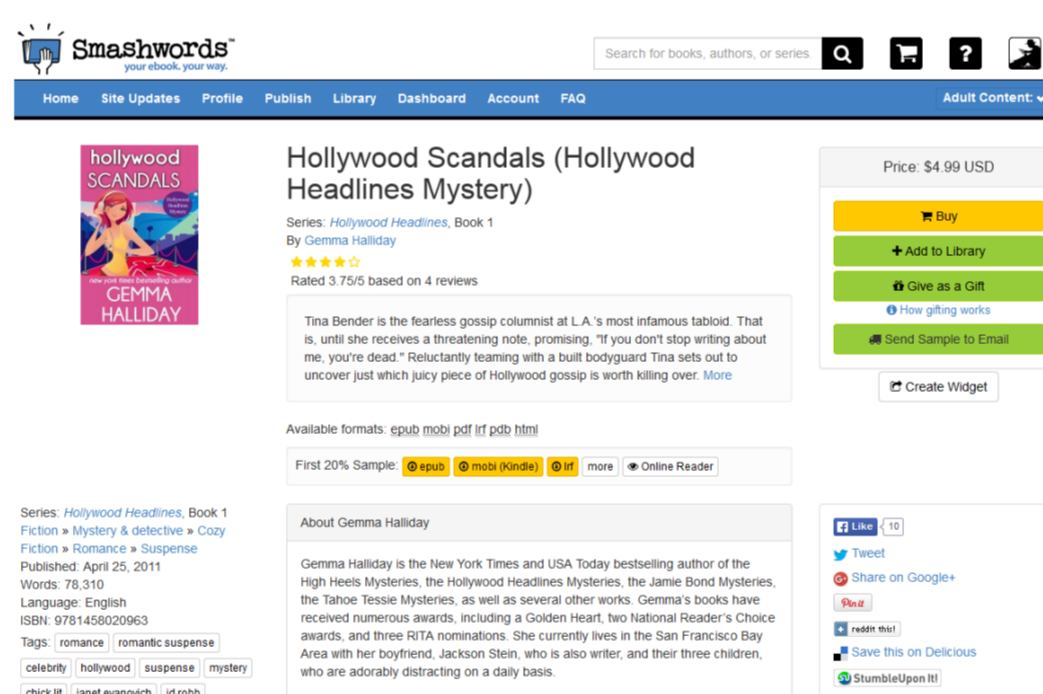 Smashwords™
your ebook. your way.
Search for books, authors, or series
Home Site Updates Profile Publish Library Dashboard Account FAQ
Adult Content:
hollywood
SCANDALS
Hollywood
Headlines
Mystery
new york times bestselling author
GEMMA
HALLIDAY
Hollywood Scandals (Hollywood
Headlines Mystery)
Series: Hollywood Headlines, Book 1
By Gemma Halliday
Rated 3.75/5 based on 4 reviews
Tina Bender is the fearless gossip columnist at L.A.'s most infamous tabloid. That
is, until she receives a threatening note, promising, "If you don't stop writing about
me, you're dead." Reluctantly teaming with a built bodyguard Tina sets out to
uncover just which juicy piece of Hollywood gossip is worth killing over. More
Available formats: epub mobi pdf lrf pdb html
First 20% Sample: epub mobi (Kindle) lrf more Online Reader
Price: $4.99 USD
Buy
+ Add to Library
Give as a Gift
How gifting works
Send Sample to Email
Create Widget
Series: Hollywood Headlines, Book 1
Fiction » Mystery & detective » Cozy
Fiction » Romance » Suspense
Published: April 25, 2011
Words: 78,310
Language: English
ISBN: 9781458020963
Tags: romance romantic suspense
celebrity hollywood suspense mystery
chick lit janet evanovich jd robb
About Gemma Halliday
Gemma Halliday is the New York Times and USA Today bestselling author of the
High Heels Mysteries, the Hollywood Headlines Mysteries, the Jamie Bond Mysteries,
the Tahoe Tessie Mysteries, as well as several other works. Gemma's books have
received numerous awards, including a Golden Heart, two National Reader's Choice
awards, and three RITA nominations. She currently lives in the San Francisco Bay
Area with her boyfriend, Jackson Stein, who is also writer, and their three children,
who are adorably distracting on a daily basis.
Like 10
Tweet
Share on Google+
Pin it
reddit this!
Save this on Delicious
StumbleUpon It!